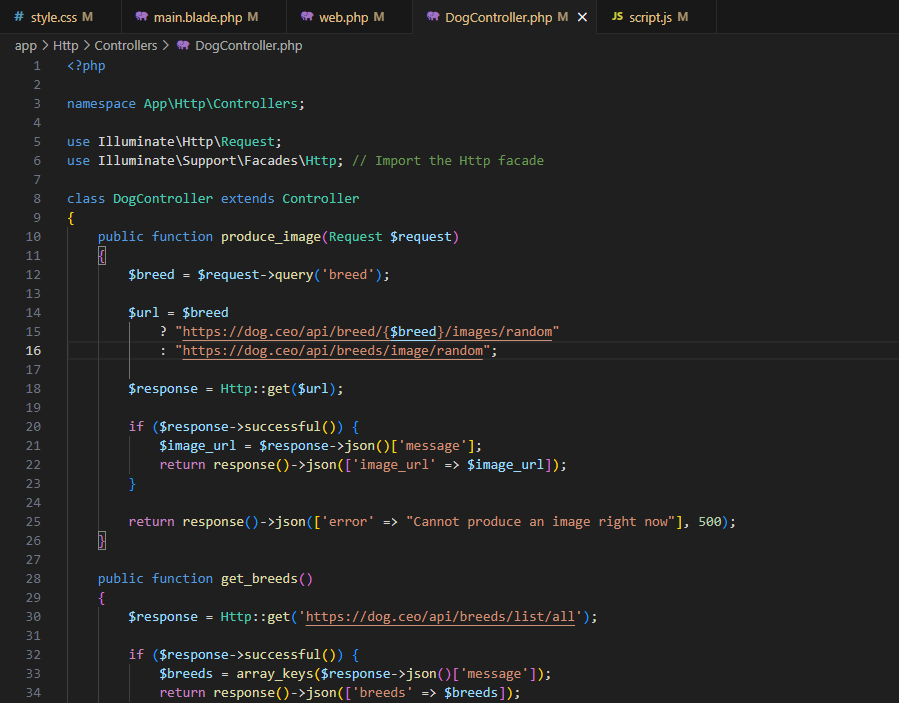 # style.css M main.blade.php M web.php M DogController.php M × JS script.js M
app > Http > Controllers > DogController.php
1 <?php
2
3 namespace App\Http\Controllers;
4
5 use Illuminate\Http\Request;
6 use Illuminate\Support\Facades\Http; // Import the Http facade
7
8 class DogController extends Controller
9 {
10     public function produce_image(Request $request)
11     {
12         $breed = $request->query('breed');
13
14         $url = $breed
15             ? "https://dog.ceo/api/breed/{$breed}/images/random"
16             : "https://dog.ceo/api/breeds/image/random";
17
18         $response = Http::get($url);
19
20         if ($response->successful()) {
21             $image_url = $response->json()['message'];
22             return response()->json(['image_url' => $image_url]);
23         }
24
25         return response()->json(['error' => "Cannot produce an image right now"], 500);
26     }
27
28     public function get_breeds()
29     {
30         $response = Http::get('https://dog.ceo/api/breeds/list/all');
31
32         if ($response->successful()) {
33             $breeds = array_keys($response->json()['message']);
34             return response()->json(['breeds' => $breeds]);